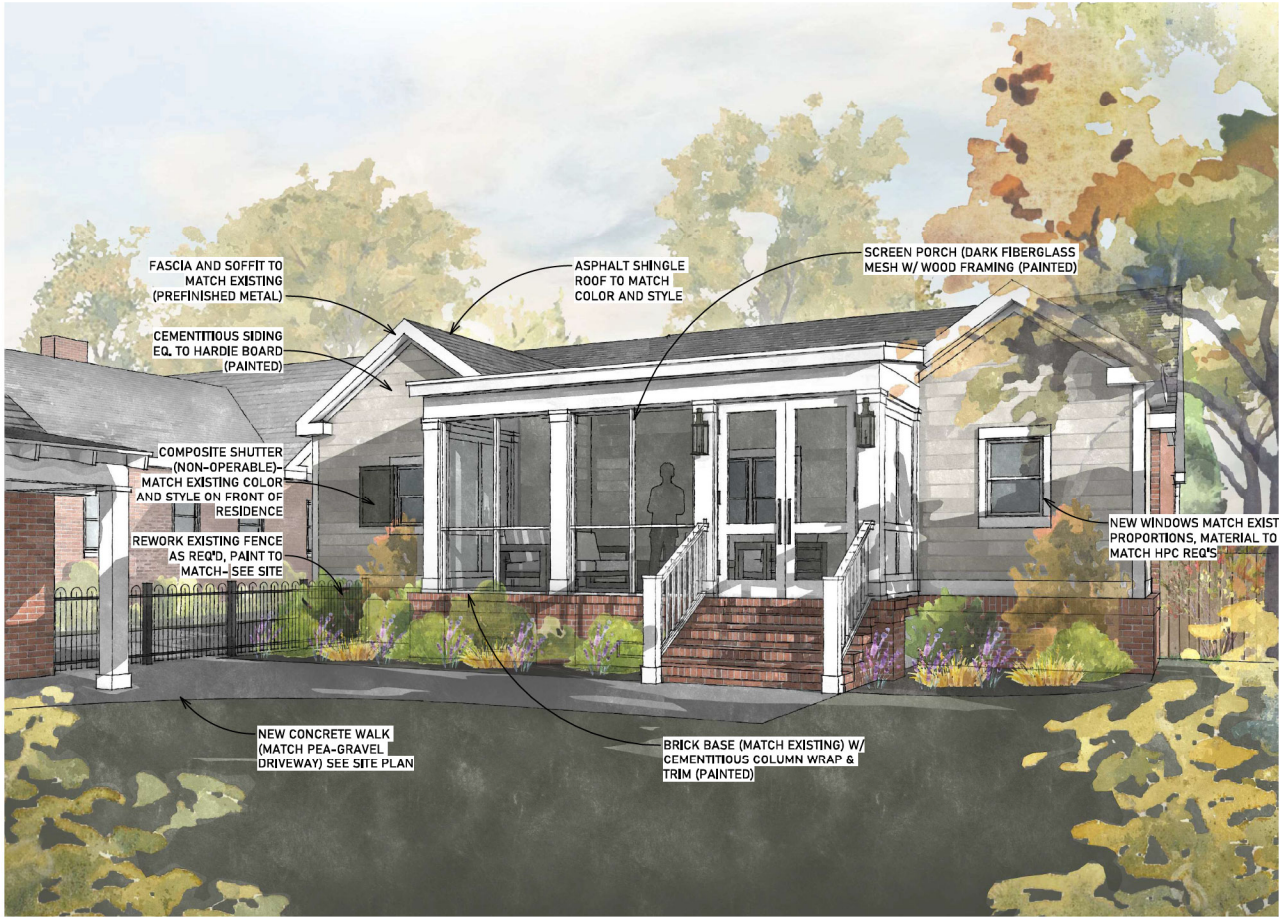 FASCIA AND SOFFIT TO
MATCH EXISTING
(PREFINISHED METAL)
ASPHALT SHINGLE
ROOF TO MATCH
COLOR AND STYLE
SCREEN PORCH (DARK FIBERGLASS
MESH W/ WOOD FRAMING (PAINTED)
CEMENTITIOUS SIDING
EQ. TO HARDIE BOARD
(PAINTED)
COMPOSITE SHUTTER
(NON-OPERABLE)-
MATCH EXISTING COLOR
AND STYLE ON FRONT OF
RESIDENCE
REWORK EXISTING FENCE
AS REQ'D, PAINT TO
MATCH- SEE SITE
NEW WINDOWS MATCH EXIST
PROPORTIONS, MATERIAL TO
MATCH HPC REQ'S
NEW CONCRETE WALK
(MATCH PEA-GRAVEL
DRIVEWAY) SEE SITE PLAN
BRICK BASE (MATCH EXISTING) W/
CEMENTITIOUS COLUMN WRAP &
TRIM (PAINTED)